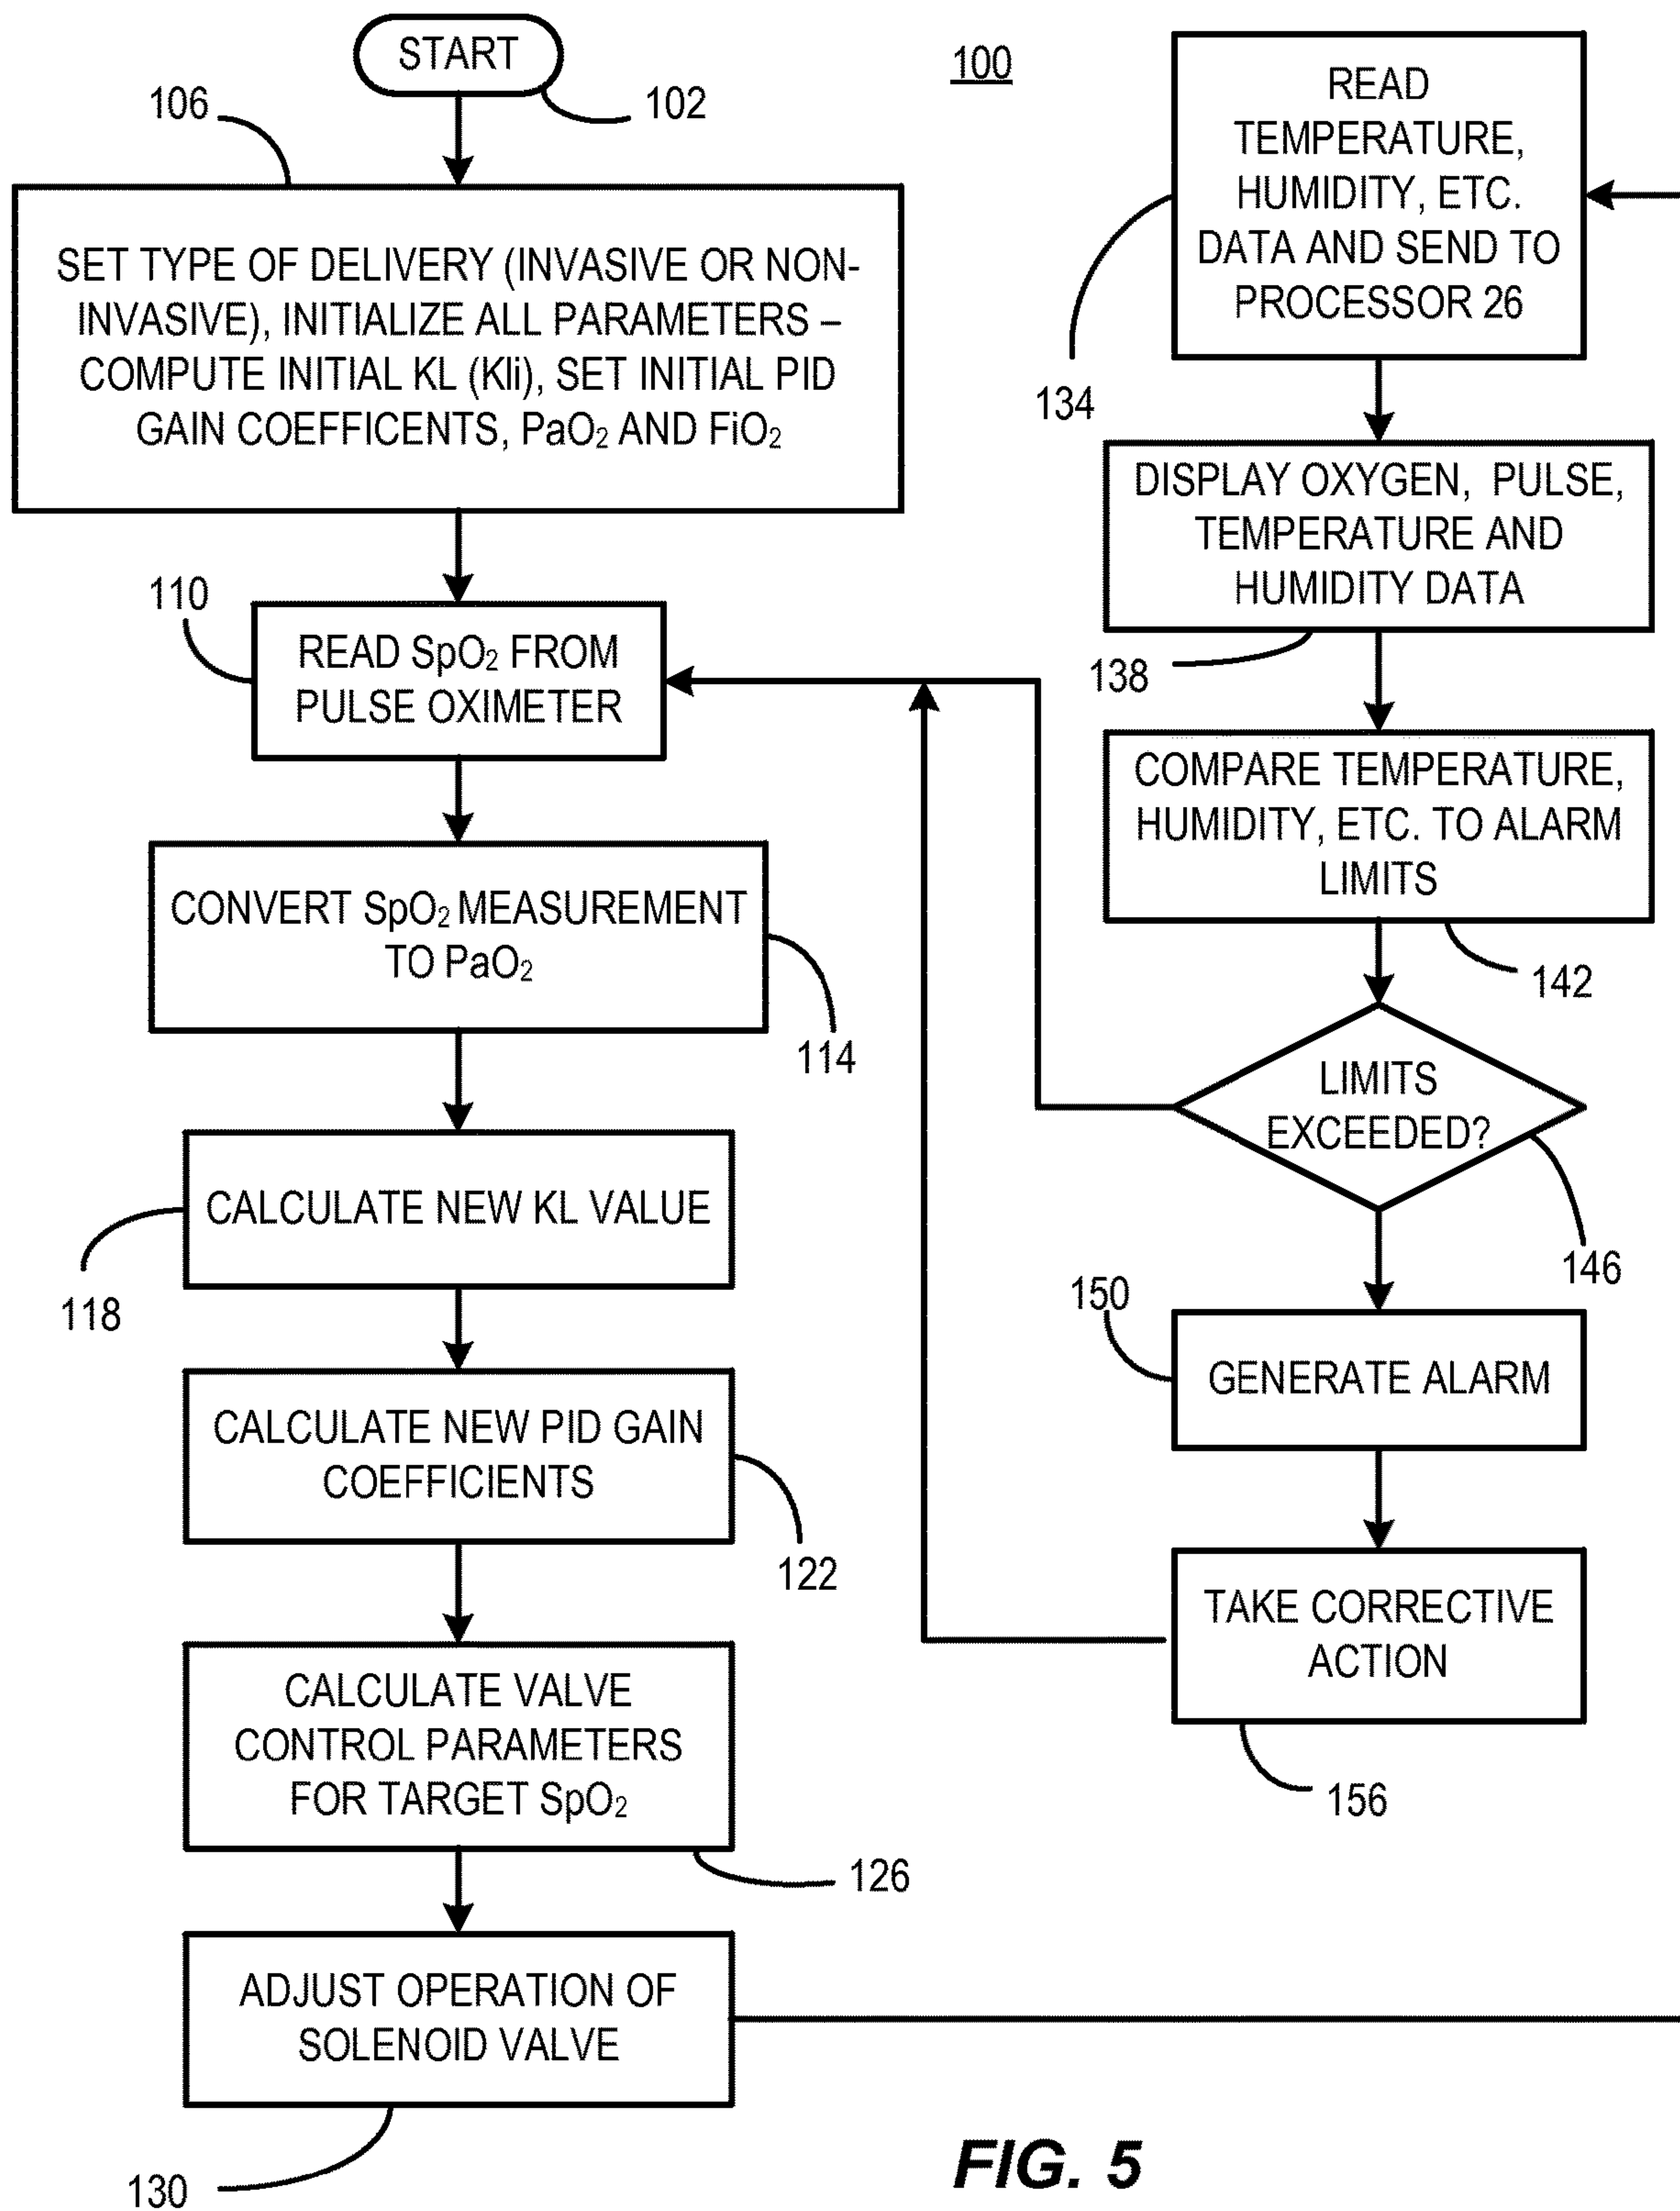 START
102
106
SET TYPE OF DELIVERY (INVASIVE OR NON-
INVASIVE), INITIALIZE ALL PARAMETERS –
COMPUTE INITIAL KL (Kli), SET INITIAL PID
GAIN COEFFICENTS, PaO₂ AND FiO₂
110
READ SpO₂ FROM
PULSE OXIMETER
CONVERT SpO₂ MEASUREMENT
TO PaO₂
114
CALCULATE NEW KL VALUE
118
CALCULATE NEW PID GAIN
COEFFICIENTS
122
CALCULATE VALVE
CONTROL PARAMETERS
FOR TARGET SpO₂
126
ADJUST OPERATION OF
SOLENOID VALVE
130
100
READ
TEMPERATURE,
HUMIDITY, ETC.
DATA AND SEND TO
PROCESSOR 26
134
DISPLAY OXYGEN, PULSE,
TEMPERATURE AND
HUMIDITY DATA
138
COMPARE TEMPERATURE,
HUMIDITY, ETC. TO ALARM
LIMITS
142
LIMITS
EXCEEDED?
146
150
GENERATE ALARM
TAKE CORRECTIVE
ACTION
156
FIG. 5